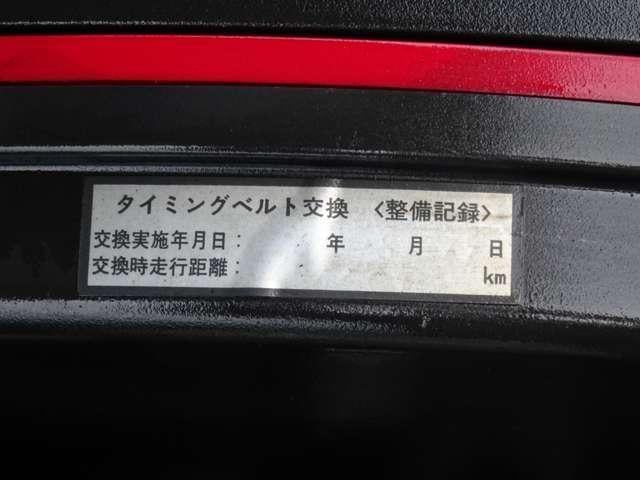 タイミングベルト交換 〈整備記録〉
交換実施年月日： 年 月 日
交換時走行距離： km